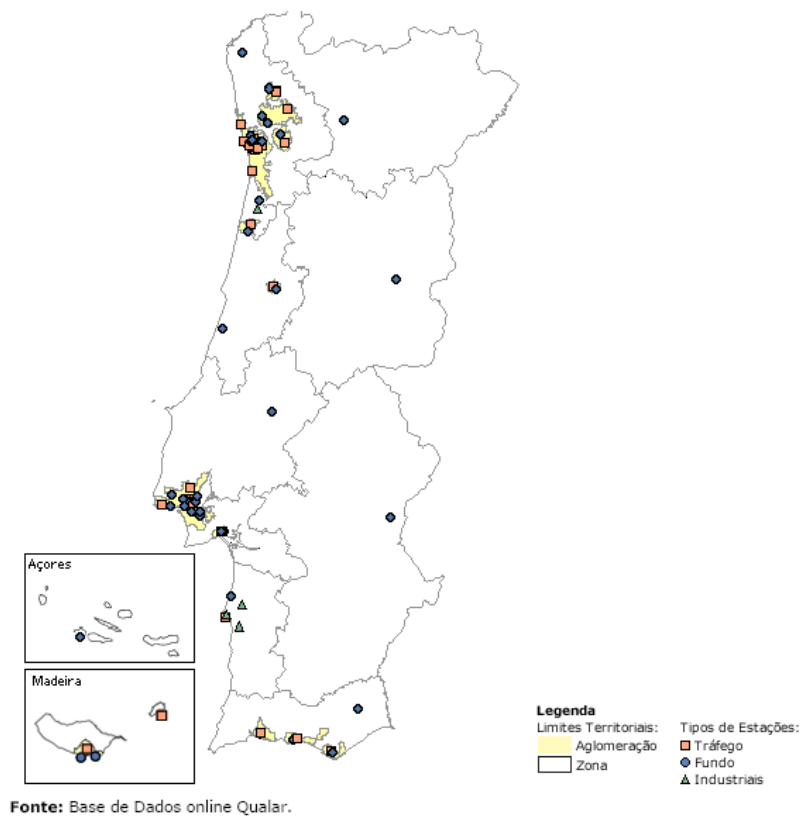 Açores
Madeira
Legenda
Limites Territoriais:
Aglomeração
Zona
Tipos de Estações:
Tráfego
Fundo
Industriais
Fonte: Base de Dados online Qualar.